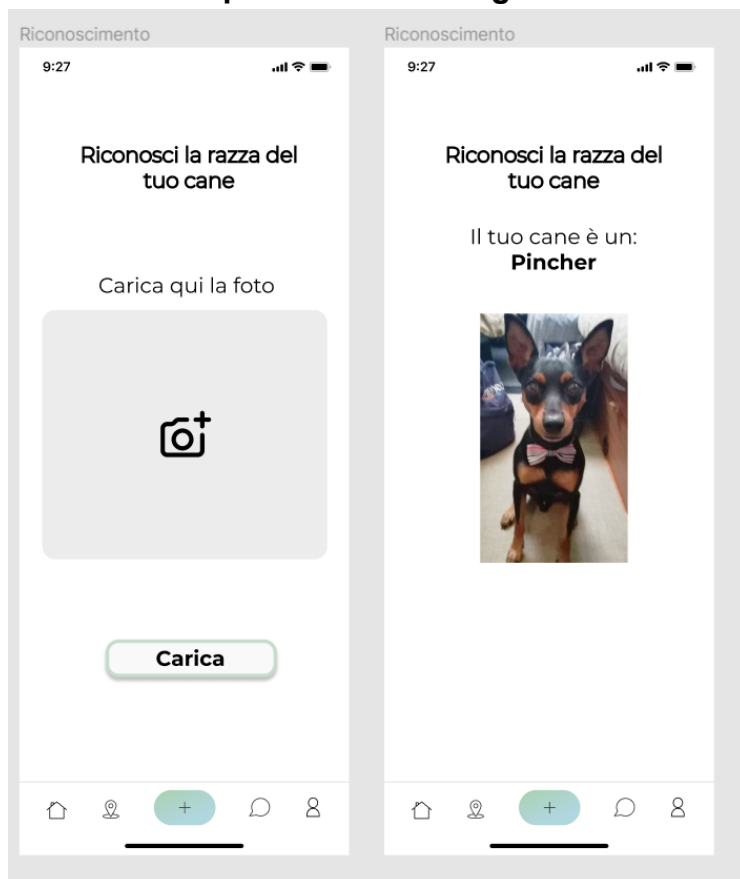 Riconoscimento
9:27
Riconosci la razza del
tuo cane
Carica qui la foto
Carica
Riconoscimento
9:27
Riconosci la razza del
tuo cane
Il tuo cane è un:
Pincher